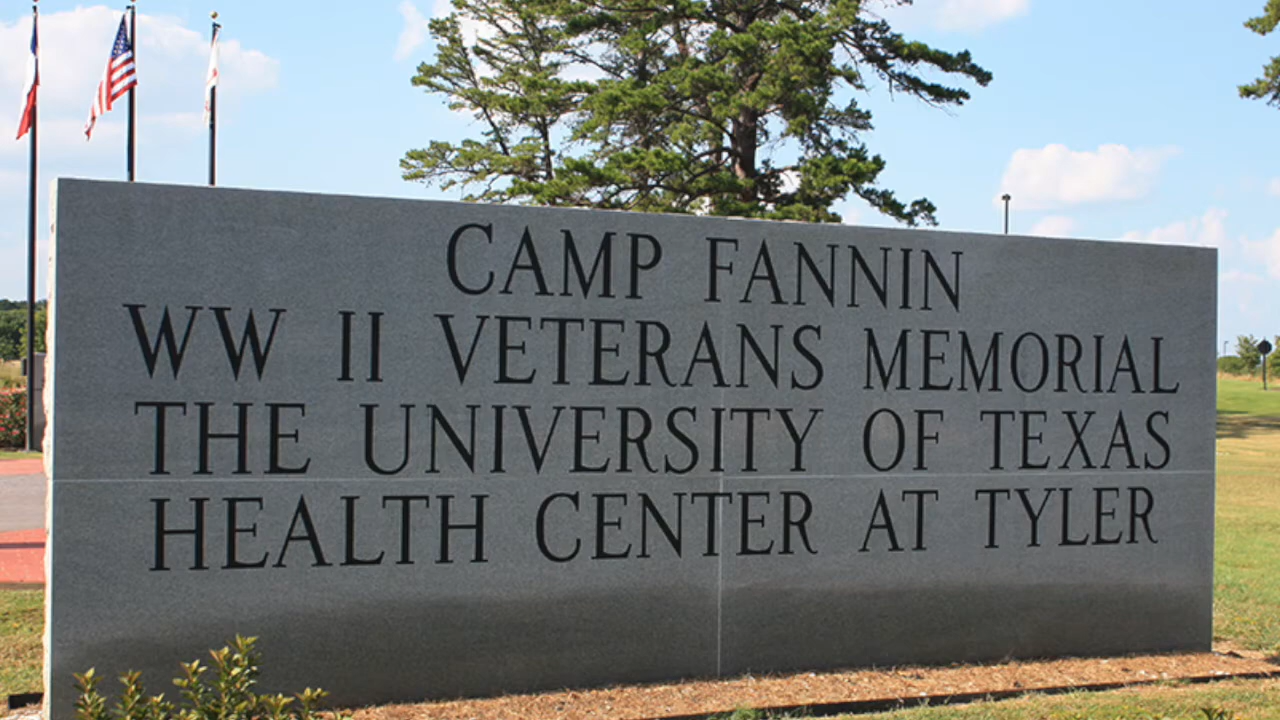 CAMP FANNIN
WW II VETERANS MEMORIAL
THE UNIVERSITY OF TEXAS
HEALTH CENTER AT TYLER